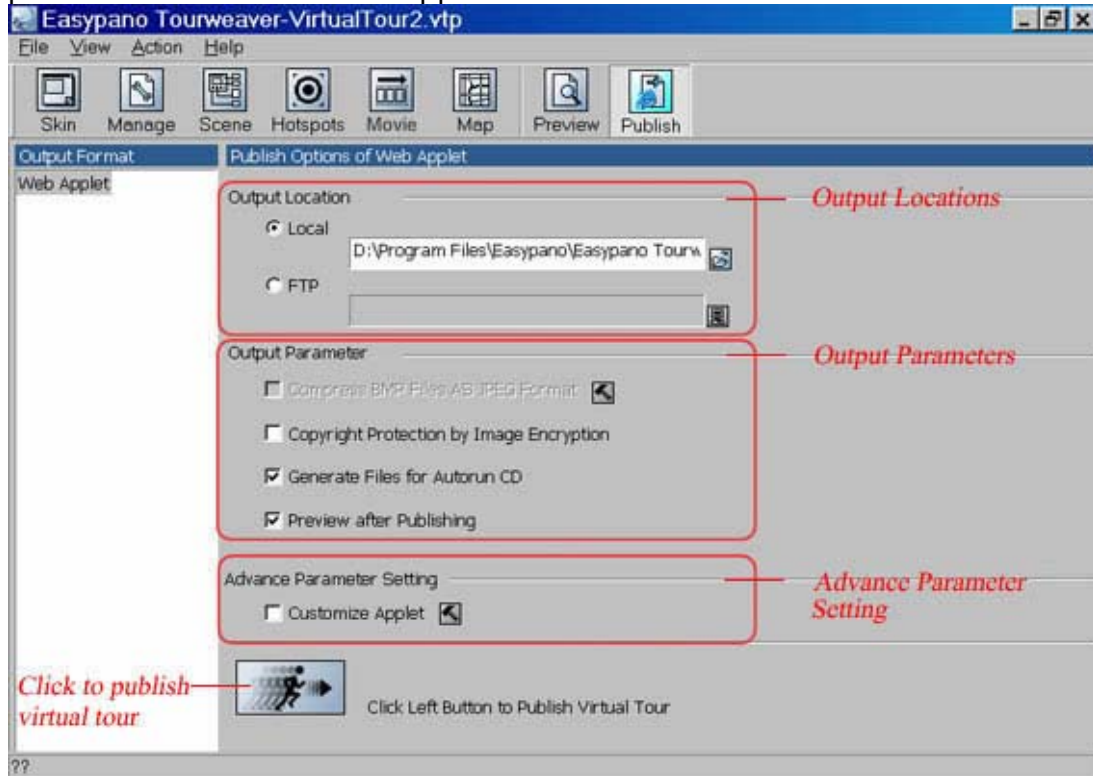 Easypano Tourweaver-VirtualTour2.vtp
File View Action Help
Skin Manage Scene Hotspots Movie Map Preview Publish
Output Format
Publish Options of Web Applet
Web Applet
Output Location
Output Locations
Local
D:\Program Files\Easypano\Easypano Tourw
FTP
Output Parameter
Output Parameters
Compress BMP Files AS JPEG Format
Copyright Protection by Image Encryption
Generate Files for Autorun CD
Preview after Publishing
Advance Parameter Setting
Advance Parameter
Setting
Customize Applet
Click to publish
virtual tour
Click Left Button to Publish Virtual Tour
??